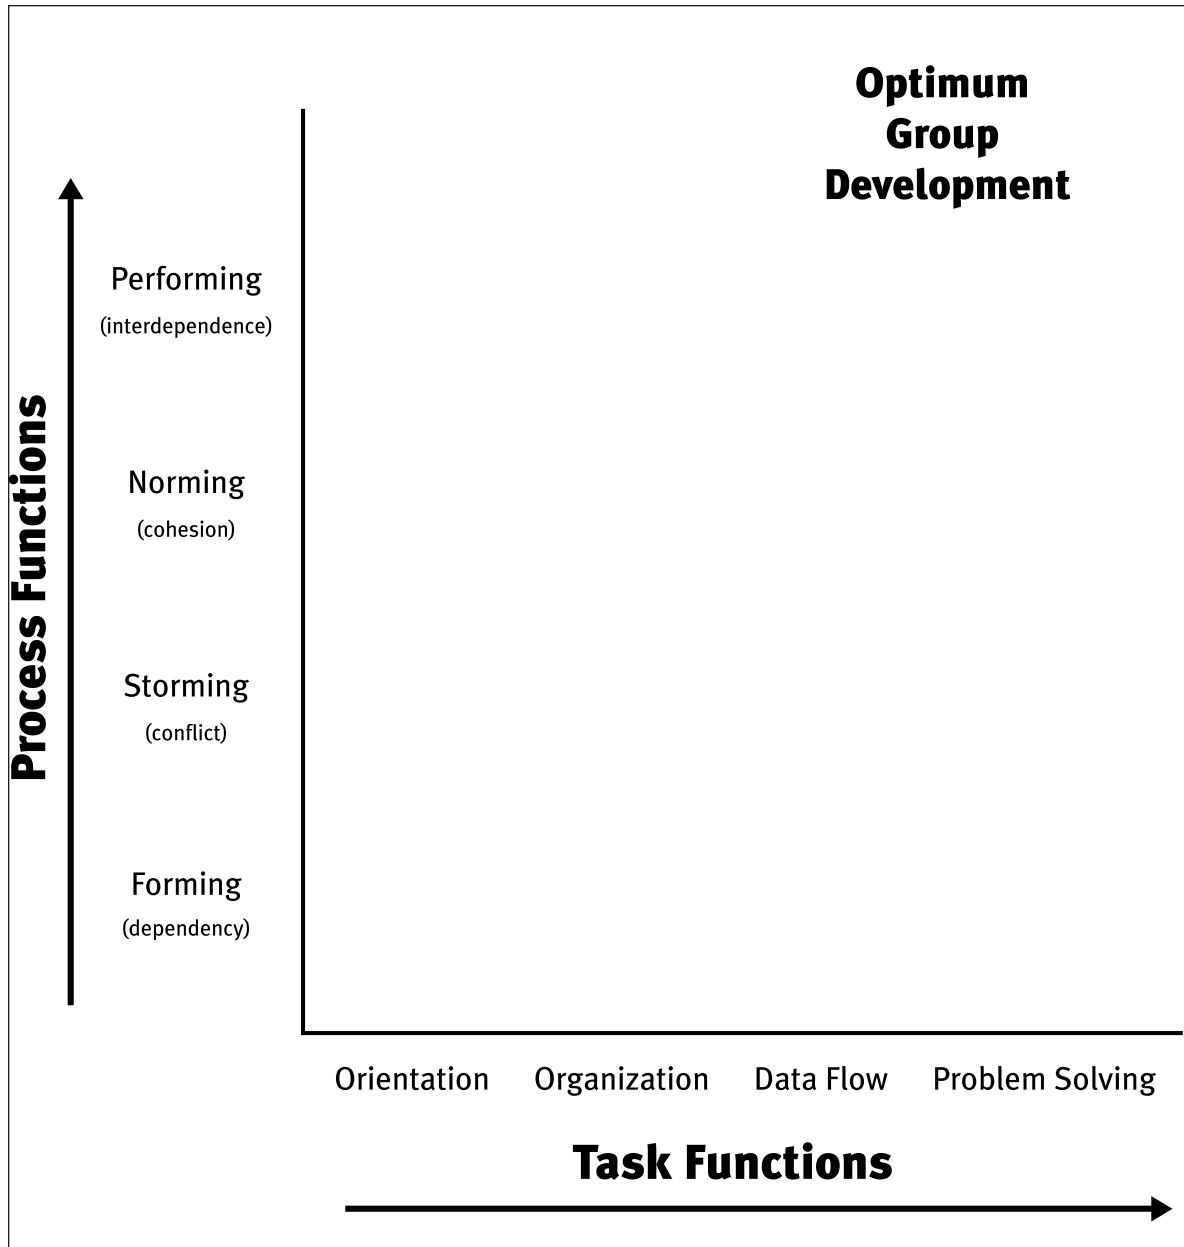 Optimum
Group
Development
Process Functions
Performing
(interdependence)
Norming
(cohesion)
Storming
(conflict)
Forming
(dependency)
Orientation Organization Data Flow Problem Solving
Task Functions